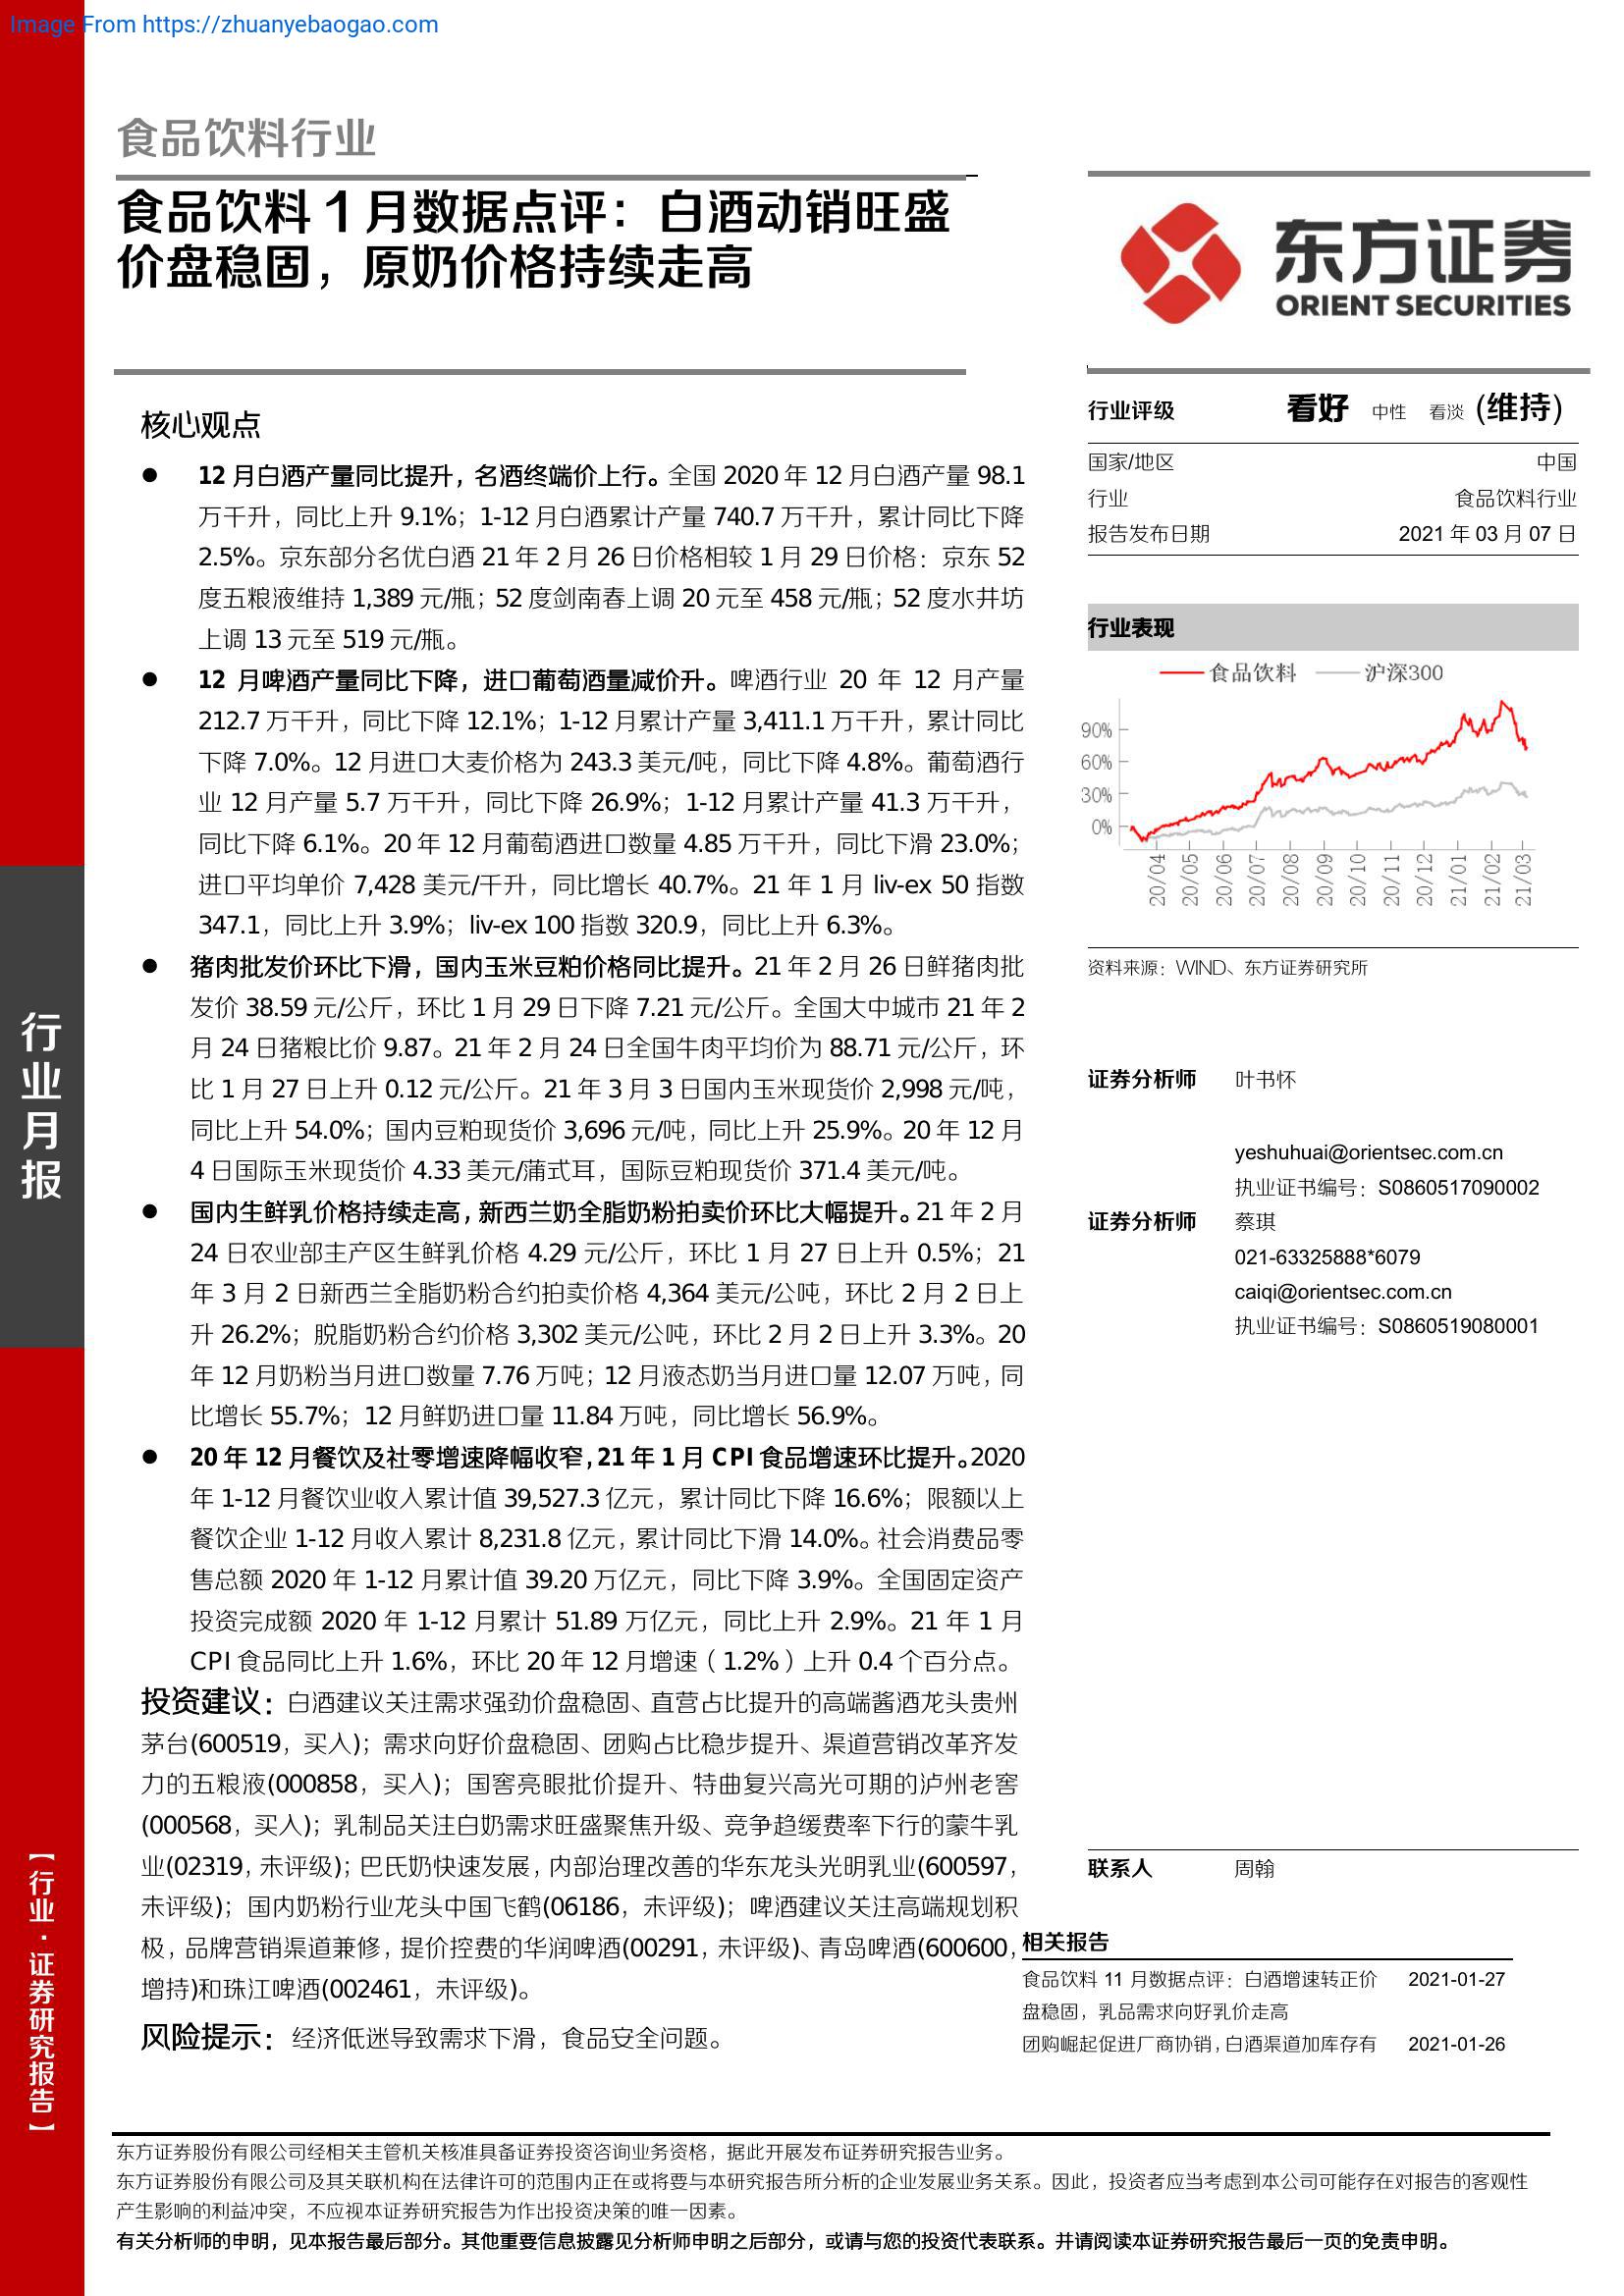 Image From https://zhuanyebaogao.com
食品饮料行业
食品饮料 1 月数据点评：白酒动销旺盛
价盘稳固，原奶价格持续走高
核心观点
● 12 月白酒产量同比提升，名酒终端价上行。全国 2020 年 12 月白酒产量 98.1
万千升，同比上升 9.1%；1-12 月白酒累计产量 740.7 万千升，累计同比下降
2.5%。京东部分名优白酒 21 年 2 月 26 日价格相较 1 月 29 日价格：京东 52
度五粮液维持 1,389 元/瓶；52 度剑南春上调 20 元至 458 元/瓶；52 度水井坊
上调 13 元至 519 元/瓶。
● 12 月啤酒产量同比下降，进口葡萄酒量减价升。啤酒行业 20 年 12 月产量
212.7 万千升，同比下降 12.1%；1-12 月累计产量 3,411.1 万千升，累计同比
下降 7.0%。12 月进口大麦价格为 243.3 美元/吨，同比下降 4.8%。葡萄酒行
业 12 月产量 5.7 万千升，同比下降 26.9%；1-12 月累计产量 41.3 万千升，
同比下降 6.1%。20 年 12 月葡萄酒进口数量 4.85 万千升，同比下滑 23.0%；
进口平均单价 7,428 美元/千升，同比增长 40.7%。21 年 1 月 liv-ex 50 指数
347.1，同比上升 3.9%；liv-ex 100 指数 320.9，同比上升 6.3%。
● 猪肉批发价环比下滑，国内玉米豆粕价格同比提升。21 年 2 月 26 日鲜猪肉批
发价 38.59 元/公斤，环比 1 月 29 日下降 7.21 元/公斤。全国大中城市 21 年 2
月 24 日猪粮比价 9.87。21 年 2 月 24 日全国牛肉平均价为 88.71 元/公斤，环
比 1 月 27 日上升 0.12 元/公斤。21 年 3 月 3 日国内玉米现货价 2,998 元/吨，
同比上升 54.0%；国内豆粕现货价 3,696 元/吨，同比上升 25.9%。20 年 12 月
4 日国际玉米现货价 4.33 美元/蒲式耳，国际豆粕现货价 371.4 美元/吨。
● 国内生鲜乳价格持续走高，新西兰奶全脂奶粉拍卖价环比大幅提升。21 年 2 月
24 日农业部主产区生鲜乳价格 4.29 元/公斤，环比 1 月 27 日上升 0.5%；21
年 3 月 2 日新西兰全脂奶粉合约拍卖价格 4,364 美元/公吨，环比 2 月 2 日上
升 26.2%；脱脂奶粉合约价格 3,302 美元/公吨，环比 2 月 2 日上升 3.3%。20
年 12 月奶粉当月进口数量 7.76 万吨；12 月液态奶当月进口量 12.07 万吨，同
比增长 55.7%；12 月鲜奶进口量 11.84 万吨，同比增长 56.9%。
● 20 年 12 月餐饮及社零增速降幅收窄，21 年 1 月 CPI 食品增速环比提升。2020
年 1-12 月餐饮业收入累计值 39,527.3 亿元，累计同比下降 16.6%；限额以上
餐饮企业 1-12 月收入累计 8,231.8 亿元，累计同比下滑 14.0%。社会消费品零
售总额 2020 年 1-12 月累计值 39.20 万亿元，同比下降 3.9%。全国固定资产
投资完成额 2020 年 1-12 月累计 51.89 万亿元，同比上升 2.9%。21 年 1 月
CPI 食品同比上升 1.6%，环比 20 年 12 月增速（1.2%）上升 0.4 个百分点。
投资建议：白酒建议关注需求强劲价盘稳固、直营占比提升的高端酱酒龙头贵州
茅台(600519，买入)；需求向好价盘稳固、团购占比稳步提升、渠道营销改革齐发
力的五粮液(000858，买入)；国窖亮眼批价提升、特曲复兴高光可期的泸州老窖
(000568，买入)；乳制品关注白奶需求旺盛聚焦升级、竞争趋缓费率下行的蒙牛乳
业(02319，未评级)；巴氏奶快速发展，内部治理改善的华东龙头光明乳业(600597，
未评级)；国内奶粉行业龙头中国飞鹤(06186，未评级)；啤酒建议关注高端规划积
极，品牌营销渠道兼修，提价控费的华润啤酒(00291，未评级)、青岛啤酒(600600，
增持)和珠江啤酒(002461，未评级)。
风险提示：经济低迷导致需求下滑，食品安全问题。
东方证券
ORIENT SECURITIES
行业评级 看好 中性 看淡 (维持)
国家/地区 中国
行业 食品饮料行业
报告发布日期 2021 年 03 月 07 日
行业表现
食品饮料 沪深300
90%
60%
30%
0%
20/04 20/05 20/06 20/07 20/08 20/09 20/10 20/11 20/12 21/01 21/02 21/03
资料来源：WIND、东方证券研究所
证券分析师 叶书怀
yeshuhuai@orientsec.com.cn
执业证书编号：S0860517090002
证券分析师 蔡琪
021-63325888*6079
caiqi@orientsec.com.cn
执业证书编号：S0860519080001
联系人 周翰
相关报告
食品饮料 11 月数据点评：白酒增速转正价 2021-01-27
盘稳固，乳品需求向好乳价走高
团购崛起促进厂商协销，白酒渠道加库存有 2021-01-26
行业月报
【行业·证券研究报告】
东方证券股份有限公司经相关主管机关核准具备证券投资咨询业务资格，据此开展发布证券研究报告业务。
东方证券股份有限公司及其关联机构在法律许可的范围内正在或将要与本研究报告所分析的企业发展业务关系。因此，投资者应当考虑到本公司可能存在对报告的客观性
产生影响的利益冲突，不应视本证券研究报告为作出投资决策的唯一因素。
有关分析师的申明，见本报告最后部分。其他重要信息披露见分析师申明之后部分，或请与您的投资代表联系。并请阅读本证券研究报告最后一页的免责申明。